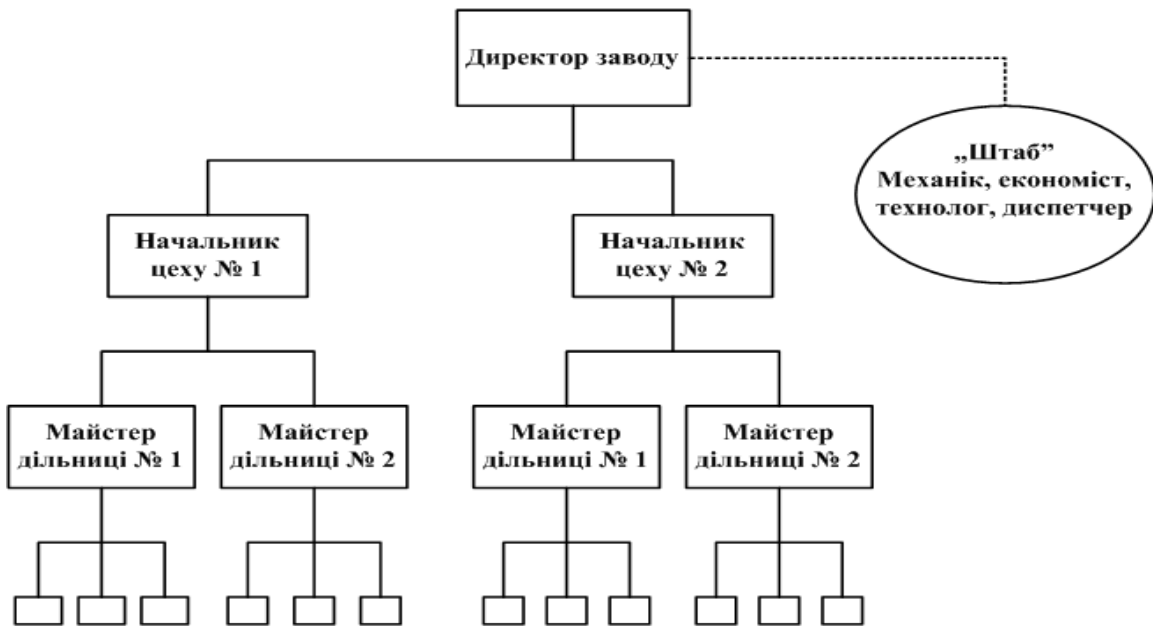 Директор заводу
„Штаб”
Механік, економіст,
технолог, диспетчер
Начальник
цеху № 1
Начальник
цеху № 2
Майстер
дільниці № 1
Майстер
дільниці № 2
Майстер
дільниці № 1
Майстер
дільниці № 2